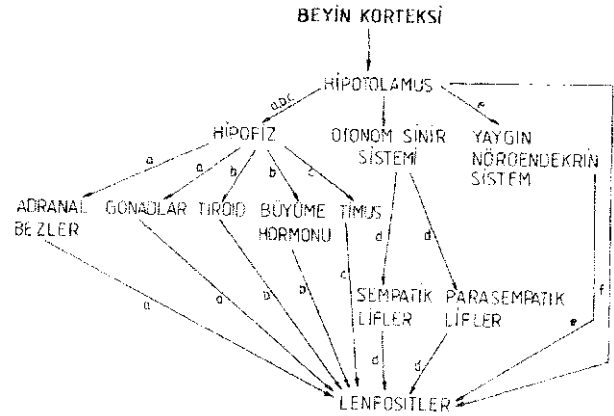 BEYİN KORTEKSİ
HİPOTOLAMUS
a,b,c
e
HİPOFİZ
OTONOM SİNİR
SİSTEMİ
YAYGIN
NÖROENDEKRİN
SİSTEM
a
a
b
b
c
ADRANAL
BEZLER
GONADLAR
TİROİD
BÜYÜME
HORMONU
TİMUS
d
d
a
a
b
b
c
SEMPATİK
LİFLER
PARASEMPATİK
LİFLER
e
f
d
d
LENFOSİTLER